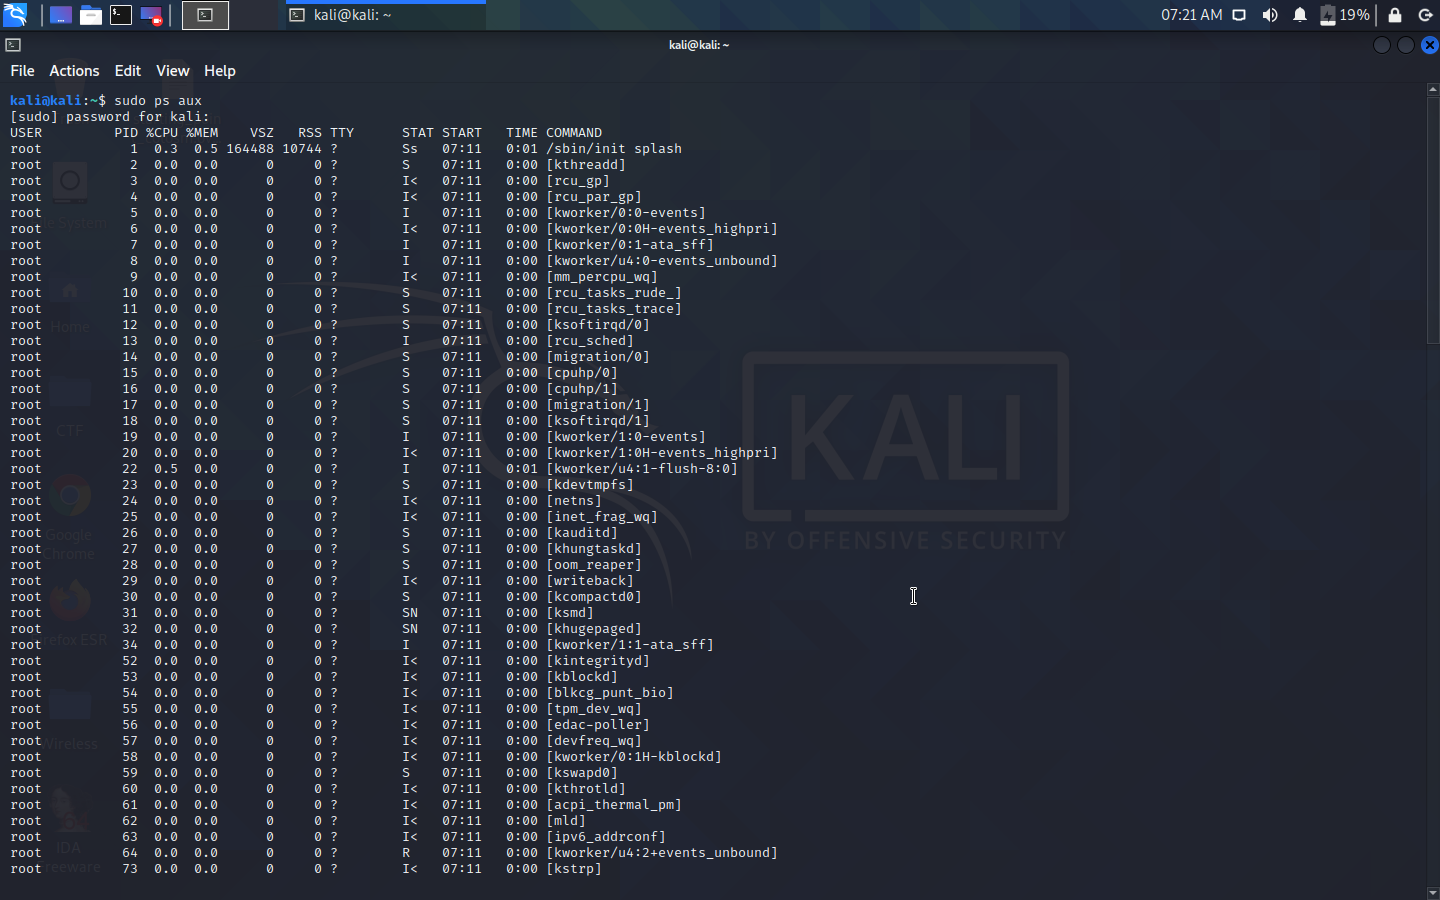 kali@kali: ~
07:21 AM
19%
kali@kali: ~
File Actions Edit View Help
kali@kali:~$ sudo ps aux
[sudo] password for kali:
USER PID %CPU %MEM VSZ RSS TTY STAT START TIME COMMAND
root 1 0.3 0.5 164488 10744 ? Ss 07:11 0:01 /sbin/init splash
root 2 0.0 0.0 0 0 ? S 07:11 0:00 [kthreadd]
root 3 0.0 0.0 0 0 ? I< 07:11 0:00 [rcu_gp]
root 4 0.0 0.0 0 0 ? I< 07:11 0:00 [rcu_par_gp]
root 5 0.0 0.0 0 0 ? I 07:11 0:00 [kworker/0:0-events]
root 6 0.0 0.0 0 0 ? I< 07:11 0:00 [kworker/0:0H-events_highpri]
root 7 0.0 0.0 0 0 ? I 07:11 0:00 [kworker/0:1-ata_sff]
root 8 0.0 0.0 0 0 ? I 07:11 0:00 [kworker/u4:0-events_unbound]
root 9 0.0 0.0 0 0 ? I< 07:11 0:00 [mm_percpu_wq]
root 10 0.0 0.0 0 0 ? S 07:11 0:00 [rcu_tasks_rude_]
root 11 0.0 0.0 0 0 ? S 07:11 0:00 [rcu_tasks_trace]
root 12 0.0 0.0 0 0 ? S 07:11 0:00 [ksoftirqd/0]
root 13 0.0 0.0 0 0 ? I 07:11 0:00 [rcu_sched]
root 14 0.0 0.0 0 0 ? S 07:11 0:00 [migration/0]
root 15 0.0 0.0 0 0 ? S 07:11 0:00 [cpuhp/0]
root 16 0.0 0.0 0 0 ? S 07:11 0:00 [cpuhp/1]
root 17 0.0 0.0 0 0 ? S 07:11 0:00 [migration/1]
root 18 0.0 0.0 0 0 ? S 07:11 0:00 [ksoftirqd/1]
root 19 0.0 0.0 0 0 ? I 07:11 0:00 [kworker/1:0-events]
root 20 0.0 0.0 0 0 ? I< 07:11 0:00 [kworker/1:0H-events_highpri]
root 22 0.5 0.0 0 0 ? I 07:11 0:01 [kworker/u4:1-flush-8:0]
root 23 0.0 0.0 0 0 ? S 07:11 0:00 [kdevtmpfs]
root 24 0.0 0.0 0 0 ? I< 07:11 0:00 [netns]
root 25 0.0 0.0 0 0 ? I< 07:11 0:00 [inet_frag_wq]
root 26 0.0 0.0 0 0 ? S 07:11 0:00 [kauditd]
root 27 0.0 0.0 0 0 ? S 07:11 0:00 [khungtaskd]
root 28 0.0 0.0 0 0 ? S 07:11 0:00 [oom_reaper]
root 29 0.0 0.0 0 0 ? I< 07:11 0:00 [writeback]
root 30 0.0 0.0 0 0 ? S 07:11 0:00 [kcompactd0]
root 31 0.0 0.0 0 0 ? SN 07:11 0:00 [ksmd]
root 32 0.0 0.0 0 0 ? SN 07:11 0:00 [khugepaged]
root 34 0.0 0.0 0 0 ? I 07:11 0:00 [kworker/1:1-ata_sff]
root 52 0.0 0.0 0 0 ? I< 07:11 0:00 [kintegrityd]
root 53 0.0 0.0 0 0 ? I< 07:11 0:00 [kblockd]
root 54 0.0 0.0 0 0 ? I< 07:11 0:00 [blkcg_punt_bio]
root 55 0.0 0.0 0 0 ? I< 07:11 0:00 [tpm_dev_wq]
root 56 0.0 0.0 0 0 ? I< 07:11 0:00 [edac-poller]
root 57 0.0 0.0 0 0 ? I< 07:11 0:00 [devfreq_wq]
root 58 0.0 0.0 0 0 ? I< 07:11 0:00 [kworker/0:1H-kblockd]
root 59 0.0 0.0 0 0 ? S 07:11 0:00 [kswapd0]
root 60 0.0 0.0 0 0 ? I< 07:11 0:00 [kthrotld]
root 61 0.0 0.0 0 0 ? I< 07:11 0:00 [acpi_thermal_pm]
root 62 0.0 0.0 0 0 ? I< 07:11 0:00 [mld]
root 63 0.0 0.0 0 0 ? I< 07:11 0:00 [ipv6_addrconf]
root 64 0.0 0.0 0 0 ? R 07:11 0:00 [kworker/u4:2+events_unbound]
root 73 0.0 0.0 0 0 ? I< 07:11 0:00 [kstrp]
System
Home
CTF
Google
Chrome
ESR
Wireless
IDA
KALI
BY OFFENSIVE SECURITY